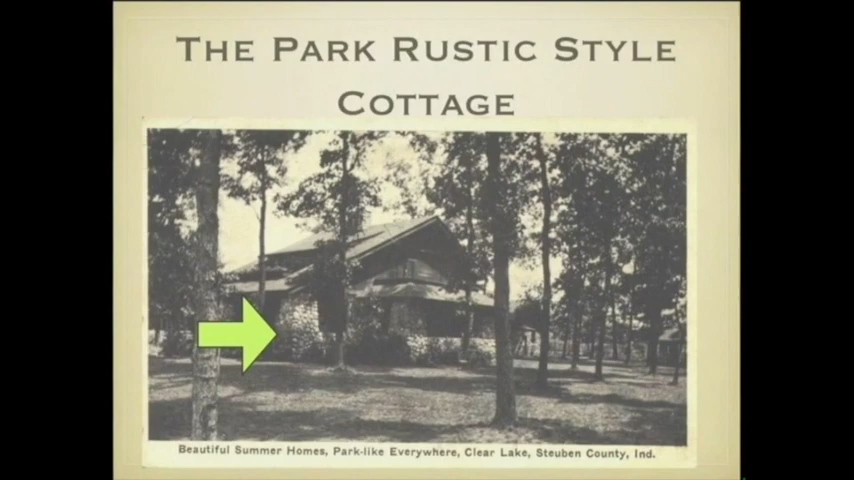 The Park Rustic Style
Cottage
Beautiful Summer Homes, Park-like Everywhere, Clear Lake, Steuben County, Ind.